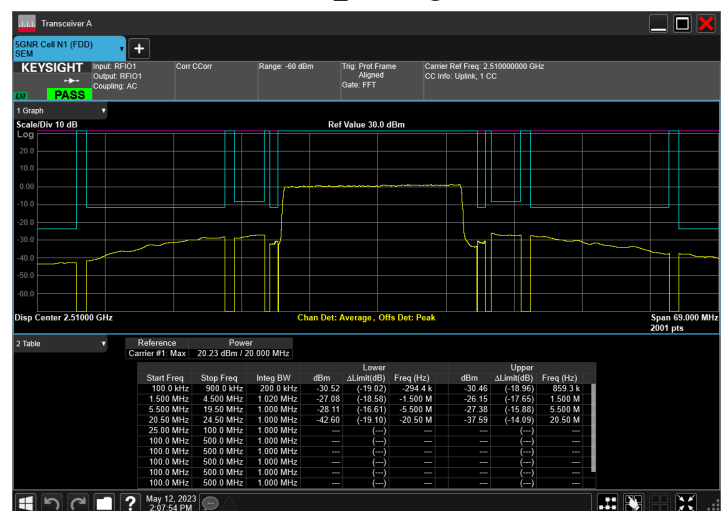 Transceiver A
5GNR Cell N1 (FDD)
SEM
KEYSIGHT
LXI
PASS
Input: RFIO1
Output: RFIO1
Coupling: AC
Corr CCorr
Range: -60 dBm
Trig: Prot Frame
Aligned
Gate: FFT
Carrier Ref Freq: 2.510000000 GHz
CC Info: Uplink, 1 CC
1 Graph
Scale/Div 10 dB
Ref Value 30.0 dBm
Log
20.0
10.0
0.00
-10.0
-20.0
-30.0
-40.0
-50.0
-60.0
Disp Center 2.51000 GHz
Chan Det: Average , Offs Det: Peak
Span 69.000 MHz
2001 pts
2 Table
Reference Power
Carrier #1: Max 20.23 dBm / 20.000 MHz
Lower Upper
Start Freq Stop Freq Integ BW dBm ΔLimit(dB) Freq (Hz) dBm ΔLimit(dB) Freq (Hz)
100.0 kHz 900.0 kHz 200.0 kHz -30.52 (-19.02) -294.4 k -30.46 (-18.96) 859.3 k
1.500 MHz 4.500 MHz 1.020 MHz -27.08 (-18.58) -1.500 M -26.15 (-17.65) 1.500 M
5.500 MHz 19.50 MHz 1.000 MHz -28.11 (-16.61) -5.500 M -27.38 (-15.88) 5.500 M
20.50 MHz 24.50 MHz 1.000 MHz -42.60 (-19.10) -20.50 M -37.59 (-14.09) 20.50 M
25.00 MHz 100.0 MHz 1.000 MHz --- (---) --- --- (---) ---
100.0 MHz 500.0 MHz 1.000 MHz --- (---) --- --- (---) ---
100.0 MHz 500.0 MHz 1.000 MHz --- (---) --- --- (---) ---
100.0 MHz 500.0 MHz 1.000 MHz --- (---) --- --- (---) ---
100.0 MHz 500.0 MHz 1.000 MHz --- (---) --- --- (---) ---
100.0 MHz 500.0 MHz 1.000 MHz --- (---) --- --- (---) ---
May 12, 2023
2:07:54 PM